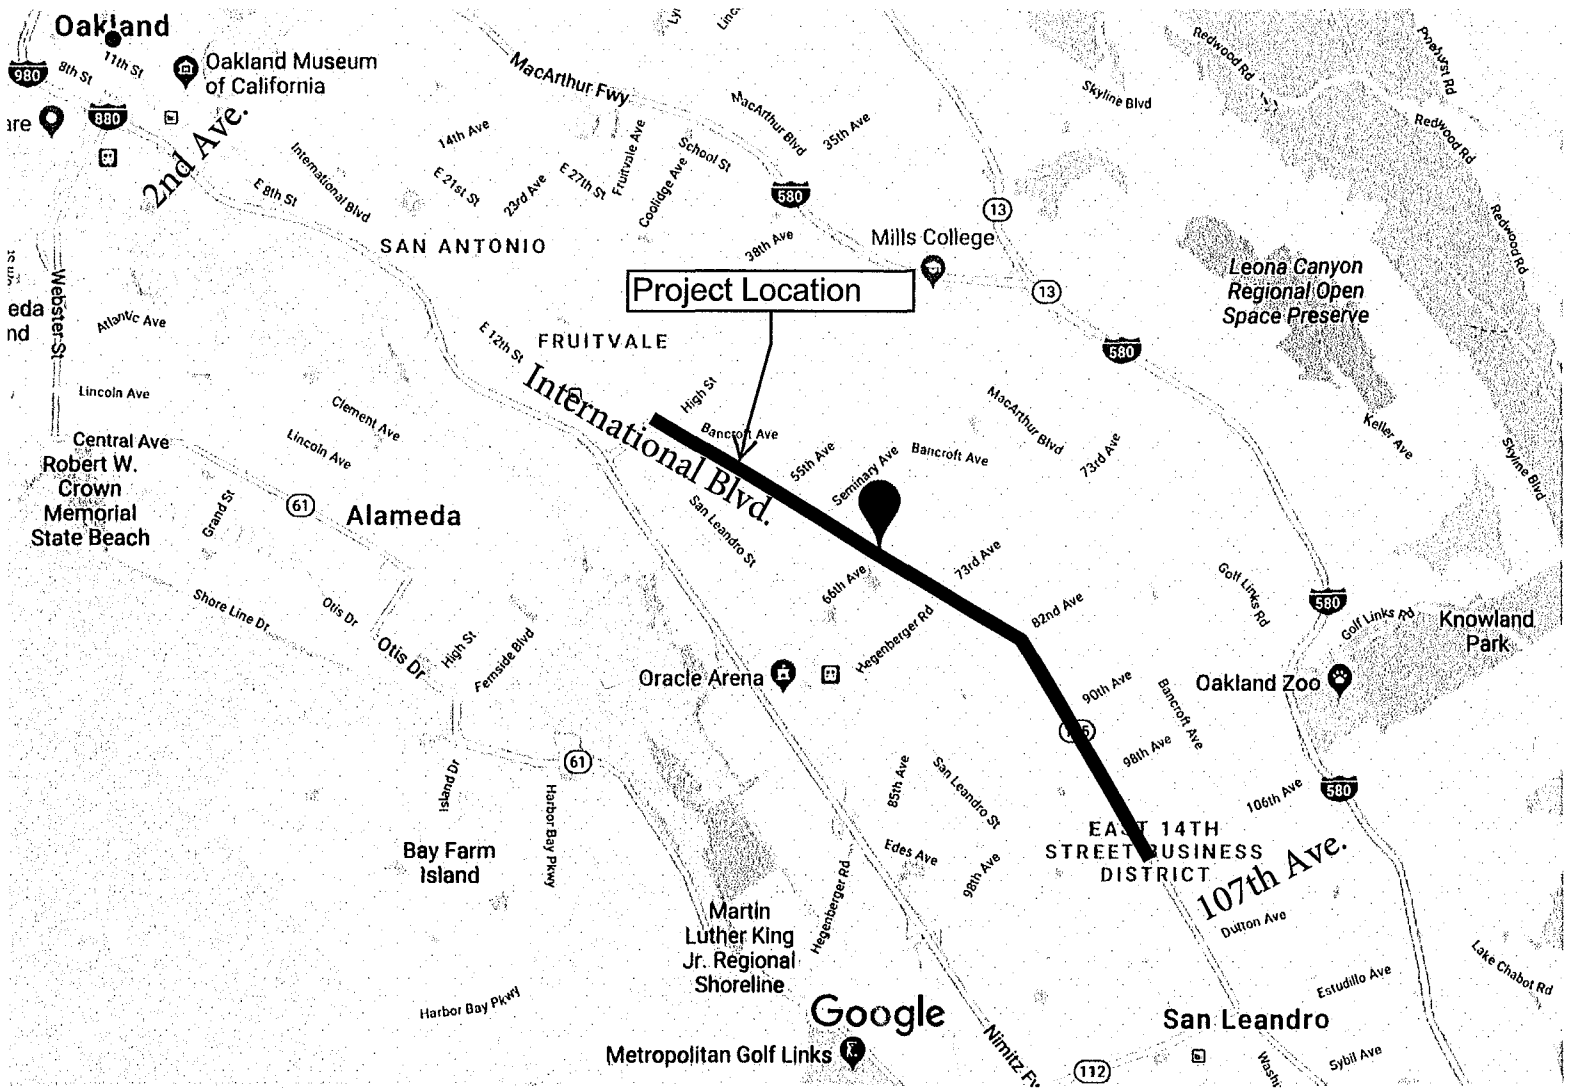 Oakland
11th St
8th St
980
Oakland Museum
of California
880
2nd Ave.
MacArthur Fwy
MacArthur Blvd
35th Ave
Skyline Blvd
Redwood Rd
Pinehurst Rd
Redwood Rd
Redwood Rd
14th Ave
International Blvd
E 8th St
E 21st St
23rd Ave
E 27th St
Fruitvale Ave
Coolidge Ave
School St
580
13
SAN ANTONIO
38th Ave
Mills College
13
Leona Canyon
Regional Open
Space Preserve
Project Location
Webster St
Atlantic Ave
E 12th St
FRUITVALE
580
International Blvd.
High St
Bancroft Ave
Lincoln Ave
Clement Ave
Lincoln Ave
Central Ave
Robert W.
Crown
Memorial
State Beach
Grand St
61
Alameda
55th Ave
Seminary Ave
Bancroft Ave
MacArthur Blvd
73rd Ave
Keller Ave
Skyline Blvd
San Leandro St
66th Ave
73rd Ave
82nd Ave
Golf Links Rd
580
Golf Links Rd
Knowland
Park
Shore Line Dr
Otis Dr
Otis Dr
High St
Fernside Blvd
Oracle Arena
Hegenberger Rd
90th Ave
Bancroft Ave
98th Ave
Oakland Zoo
61
Island Dr
Harbor Bay Pkwy
85th Ave
San Leandro St
106th Ave
580
Bay Farm
Island
Edes Ave
98th Ave
EAST 14TH
STREET BUSINESS
DISTRICT
107th Ave.
Dutton Ave
Martin
Luther King
Jr. Regional
Shoreline
Hegenberger Rd
Harbor Bay Pkwy
Google
Metropolitan Golf Links
Estudillo Ave
Lake Chabot Rd
San Leandro
Sybil Ave
112